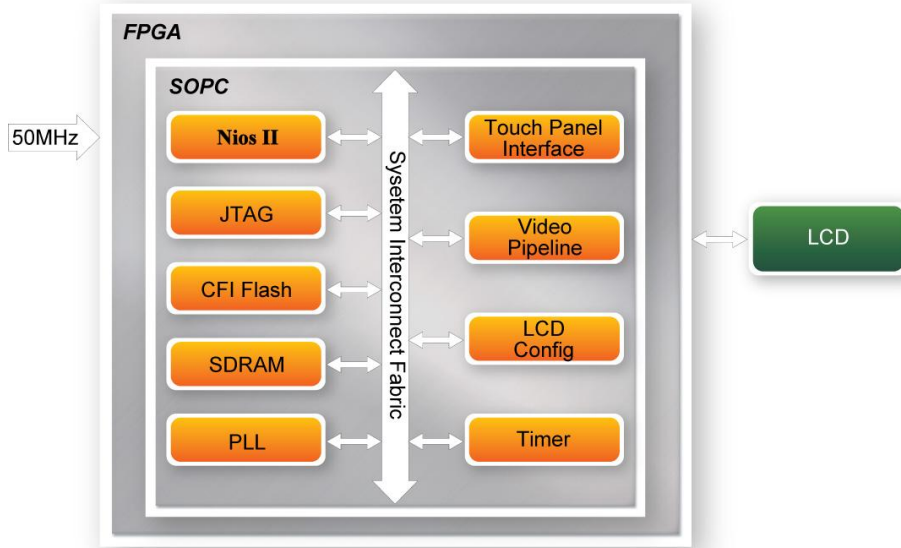 FPGA
SOPC
50MHz
Nios II
JTAG
CFI Flash
SDRAM
PLL
Sysetem Interconnect Fabric
Touch Panel
Interface
Video
Pipeline
LCD
Config
Timer
LCD